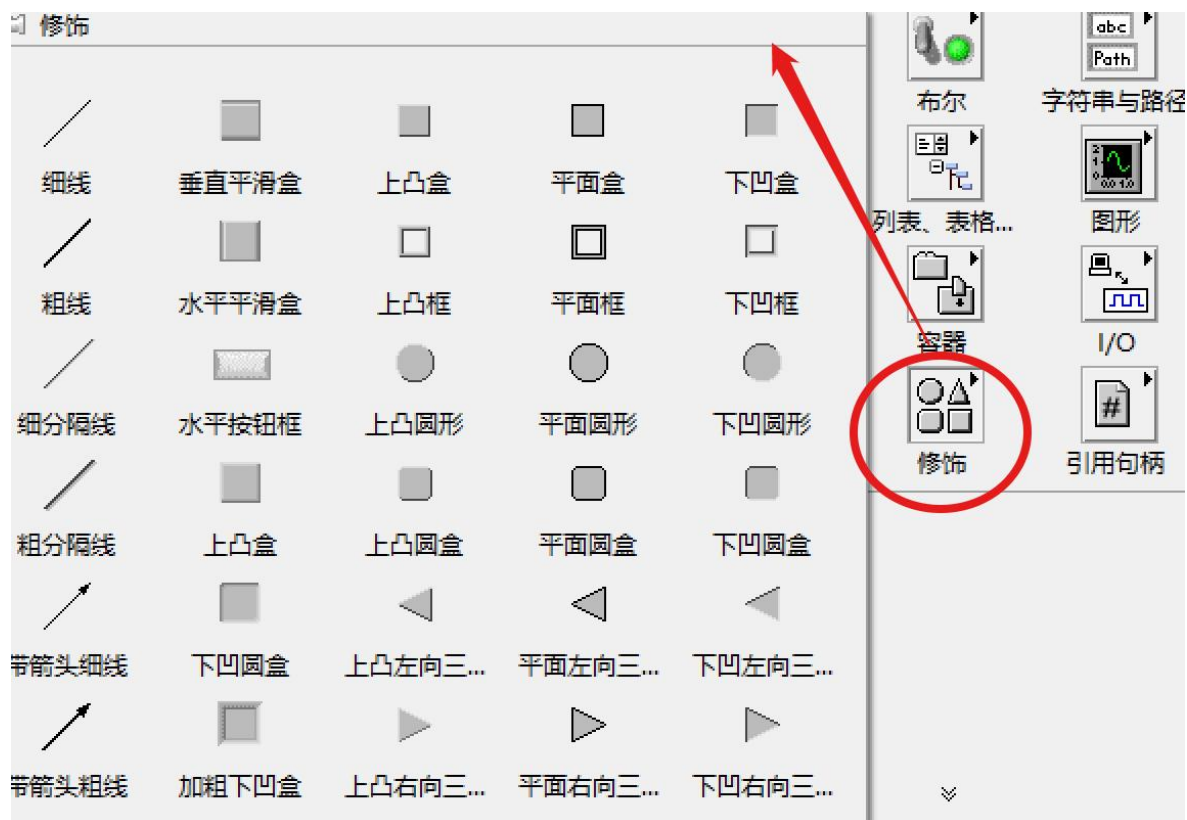 修饰
细线 垂直平滑盒 上凸盒 平面盒 下凹盒
粗线 水平平滑盒 上凸框 平面框 下凹框
细分隔线 水平按钮框 上凸圆形 平面圆形 下凹圆形
粗分隔线 上凸盒 上凸圆盒 平面圆盒 下凹圆盒
带箭头细线 下凹圆盒 上凸左向三... 平面左向三... 下凹左向三...
带箭头粗线 加粗下凹盒 上凸右向三... 平面右向三... 下凹右向三...
abc
Path
布尔 字符串与路径
列表、表格... 图形
容器 I/O
#
修饰 引用句柄